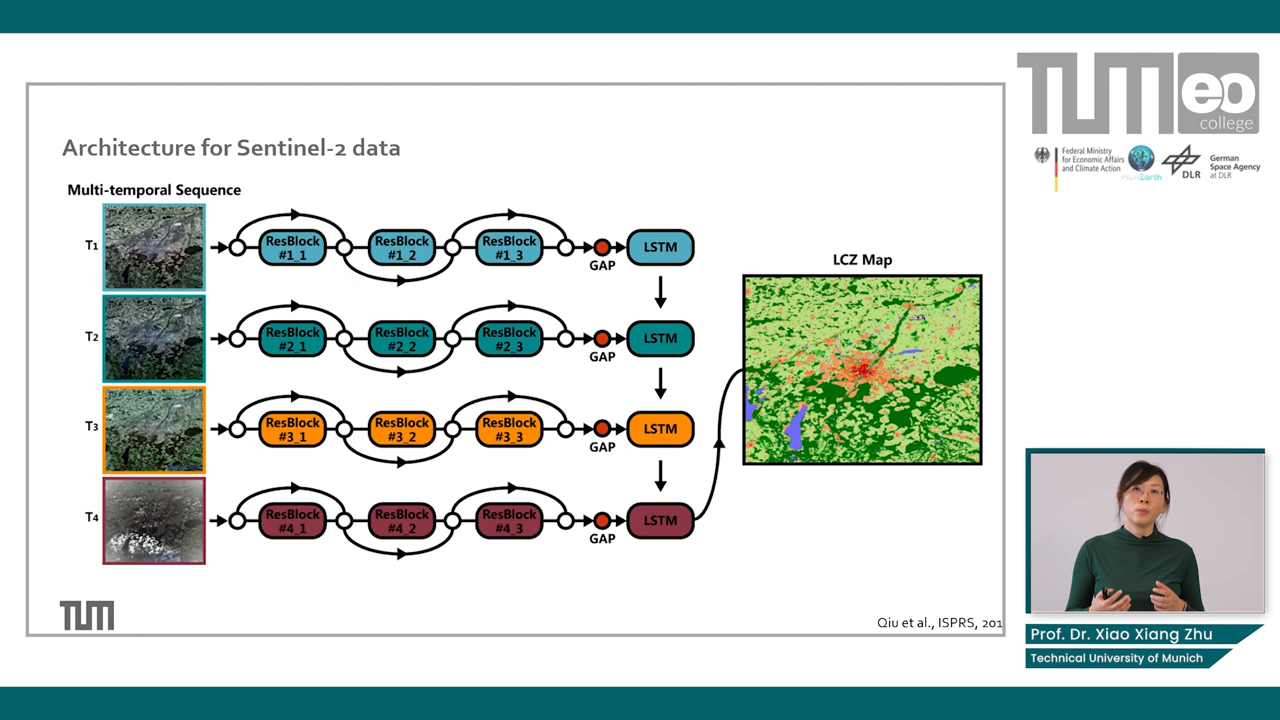 TUM eo
college
Federal Ministry
for Economic Affairs
and Climate Action
ML4Earth
DLR
German
Space Agency
at DLR
Architecture for Sentinel-2 data
Multi-temporal Sequence
T1
ResBlock
#1_1
ResBlock
#1_2
ResBlock
#1_3
GAP
LSTM
T2
ResBlock
#2_1
ResBlock
#2_2
ResBlock
#2_3
GAP
LSTM
T3
ResBlock
#3_1
ResBlock
#3_2
ResBlock
#3_3
GAP
LSTM
T4
ResBlock
#4_1
ResBlock
#4_2
ResBlock
#4_3
GAP
LSTM
LCZ Map
TUM
Qiu et al., ISPRS, 201
Prof. Dr. Xiao Xiang Zhu
Technical University of Munich